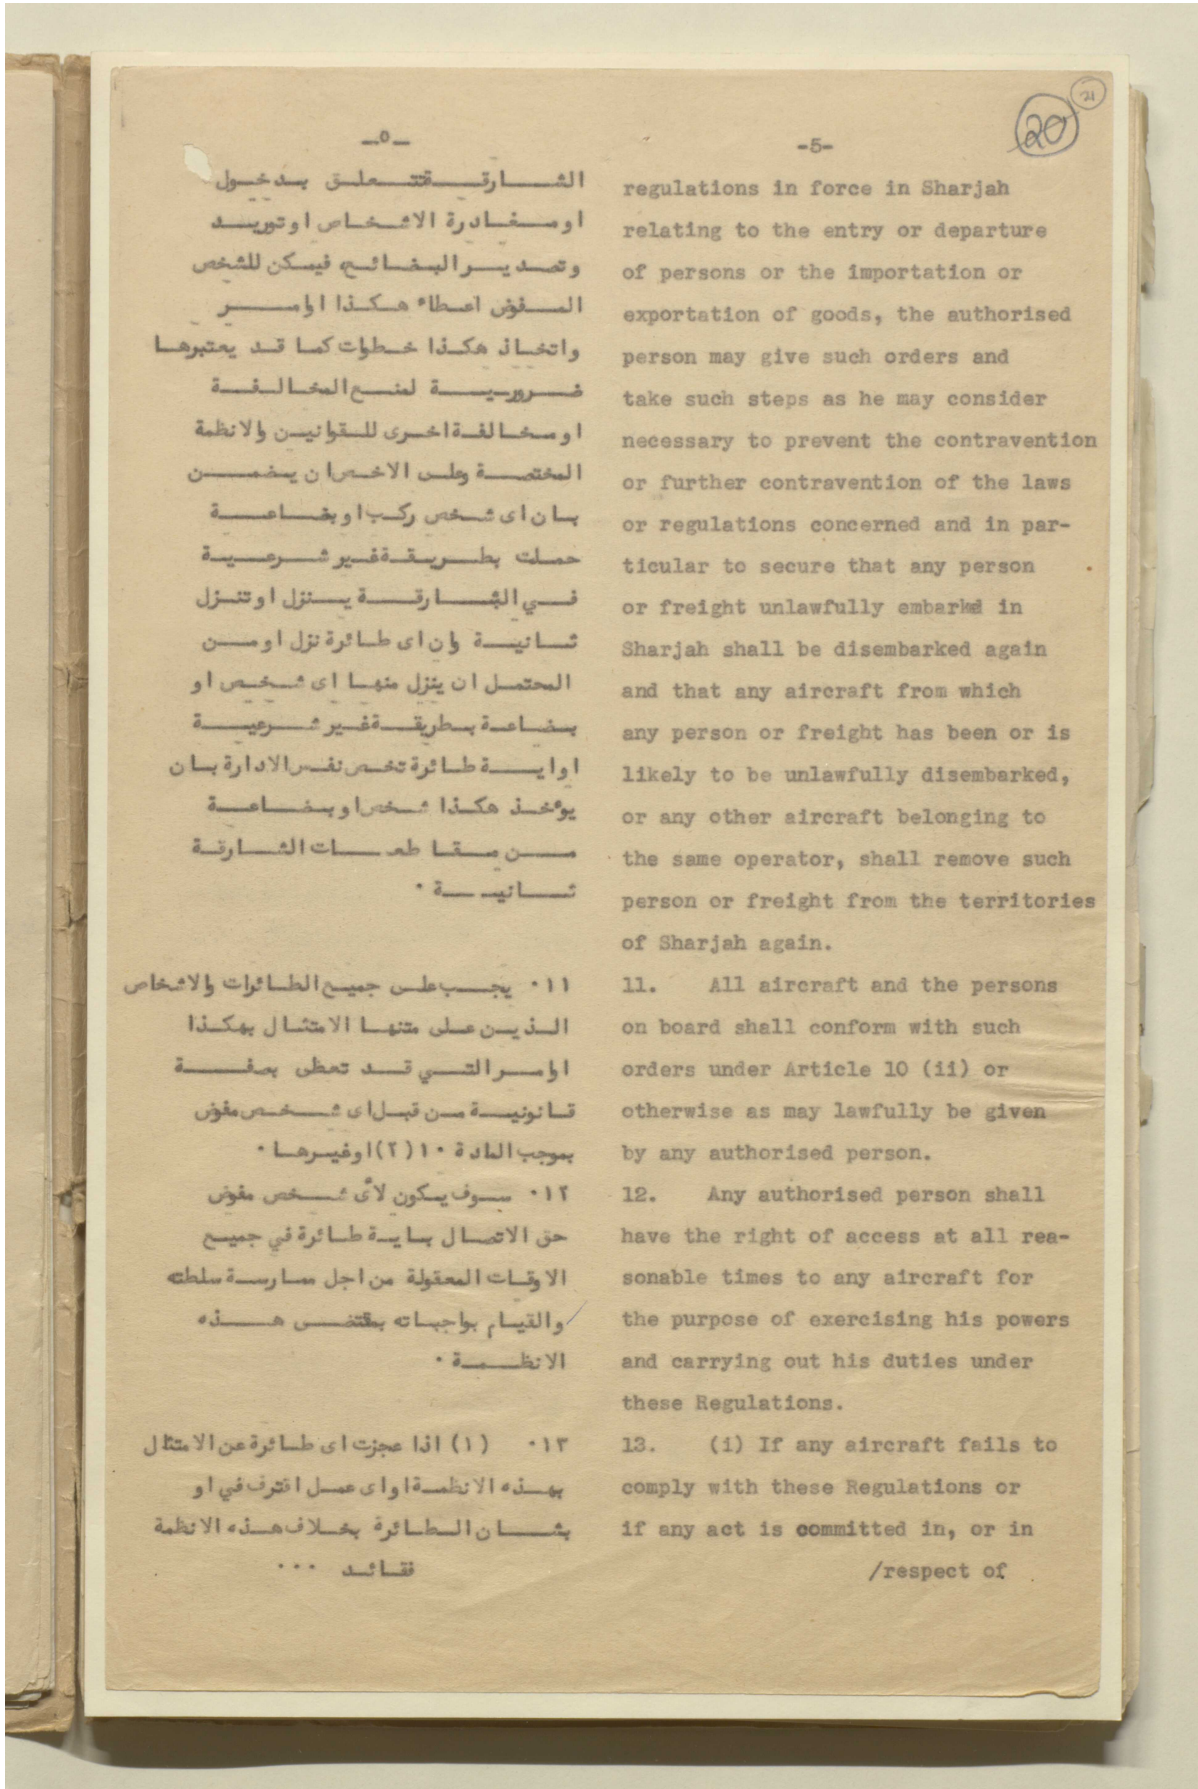 21
20
-5-
regulations in force in Sharjah
relating to the entry or departure
of persons or the importation or
exportation of goods, the authorised
person may give such orders and
take such steps as he may consider
necessary to prevent the contravention
or further contravention of the laws
or regulations concerned and in par-
ticular to secure that any person
or freight unlawfully embarked in
Sharjah shall be disembarked again
and that any aircraft from which
any person or freight has been or is
likely to be unlawfully disembarked,
or any other aircraft belonging to
the same operator, shall remove such
person or freight from the territories
of Sharjah again.
11. All aircraft and the persons
on board shall conform with such
orders under Article 10 (ii) or
otherwise as may lawfully be given
by any authorised person.
12. Any authorised person shall
have the right of access at all rea-
sonable times to any aircraft for
the purpose of exercising his powers
and carrying out his duties under
these Regulations.
13. (i) If any aircraft fails to
comply with these Regulations or
if any act is committed in, or in
/respect of
-٥-
الشارقة تتعلق بدخول
او مغادرة الاشخاص او توريد
وتصدير البضائع، فيمكن للشخص
المفوض اعطاء هكذا اوامر
واتخاذ هكذا خطوات كما قد يعتبرها
ضرورية لمنع المخالفة
او مخالفة اخرى للقوانين والانظمة
المختصة وعلى الاخص ان يضمن
بان اى شخص ركب او بضاعة
حملت بطريقة غير شرعية
في الشارقة ينزل او تنزل
ثانية وان اى طائرة نزل او من
المحتمل ان ينزل منها اى شخص او
بضاعة بطريقة غير شرعية
او اية طائرة تخص نفس الادارة بان
يؤخذ هكذا شخص او بضاعة
من مقاطعات الشارقة
ثانية ٠
١١٠ يجب على جميع الطائرات والاشخاص
الذين على متنها الامتثال بهكذا
اوامر التي قد تعطى بصفة
قانونية من قبل اى شخص مفوض
بموجب المادة ١٠ (٢) او غيرها ٠
١٢٠ سوف يكون لأى شخص مفوض
حق الاتصال باية طائرة في جميع
الاوقات المعقولة من اجل ممارسة سلطته
والقيام بواجباته بمقتضى هذه
الانظمة ٠
١٣٠ (١) اذا عجزت اى طائرة عن الامتثال
بهذه الانظمة او اى عمل اقترف في او
بشان الطائرة بخلاف هذه الانظمة
فقائد ٠٠٠